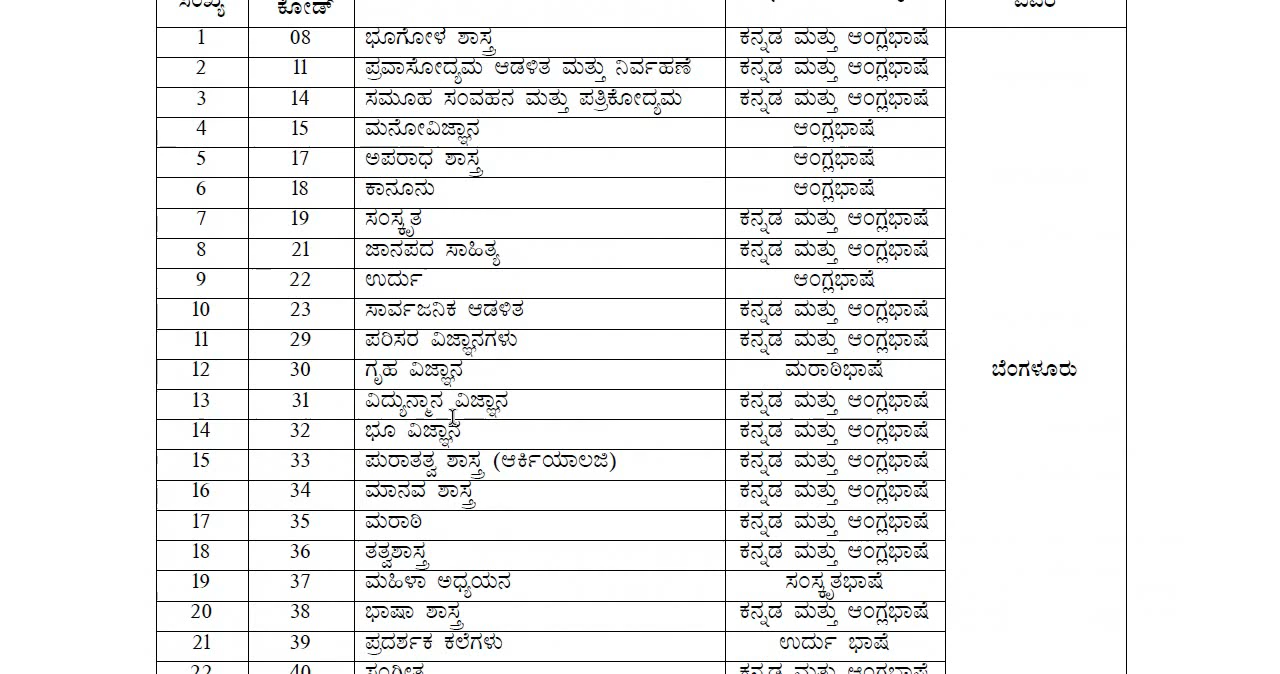 ಸಂಖ್ಯೆ ಕೋಡ್
1 08 ಭೂಗೋಳ ಶಾಸ್ತ್ರ ಕನ್ನಡ ಮತ್ತು ಆಂಗ್ಲಭಾಷೆ
2 11 ಪ್ರವಾಸೋದ್ಯಮ ಆಡಳಿತ ಮತ್ತು ನಿರ್ವಹಣೆ ಕನ್ನಡ ಮತ್ತು ಆಂಗ್ಲಭಾಷೆ
3 14 ಸಮೂಹ ಸಂವಹನ ಮತ್ತು ಪತ್ರಿಕೋದ್ಯಮ ಕನ್ನಡ ಮತ್ತು ಆಂಗ್ಲಭಾಷೆ
4 15 ಮನೋವಿಜ್ಞಾನ ಆಂಗ್ಲಭಾಷೆ
5 17 ಅಪರಾಧ ಶಾಸ್ತ್ರ ಆಂಗ್ಲಭಾಷೆ
6 18 ಕಾನೂನು ಆಂಗ್ಲಭಾಷೆ
7 19 ಸಂಸ್ಕೃತ ಕನ್ನಡ ಮತ್ತು ಆಂಗ್ಲಭಾಷೆ
8 21 ಜಾನಪದ ಸಾಹಿತ್ಯ ಕನ್ನಡ ಮತ್ತು ಆಂಗ್ಲಭಾಷೆ
9 22 ಉರ್ದು ಆಂಗ್ಲಭಾಷೆ
10 23 ಸಾರ್ವಜನಿಕ ಆಡಳಿತ ಕನ್ನಡ ಮತ್ತು ಆಂಗ್ಲಭಾಷೆ
11 29 ಪರಿಸರ ವಿಜ್ಞಾನಗಳು ಕನ್ನಡ ಮತ್ತು ಆಂಗ್ಲಭಾಷೆ
12 30 ಗೃಹ ವಿಜ್ಞಾನ ಮರಾಠಿಭಾಷೆ ಬೆಂಗಳೂರು
13 31 ವಿದ್ಯುನ್ಮಾನ ವಿಜ್ಞಾನ ಕನ್ನಡ ಮತ್ತು ಆಂಗ್ಲಭಾಷೆ
14 32 ಭೂ ವಿಜ್ಞಾನ ಕನ್ನಡ ಮತ್ತು ಆಂಗ್ಲಭಾಷೆ
15 33 ಪುರಾತತ್ವ ಶಾಸ್ತ್ರ (ಆರ್ಕಿಯಾಲಜಿ) ಕನ್ನಡ ಮತ್ತು ಆಂಗ್ಲಭಾಷೆ
16 34 ಮಾನವ ಶಾಸ್ತ್ರ ಕನ್ನಡ ಮತ್ತು ಆಂಗ್ಲಭಾಷೆ
17 35 ಮರಾಠಿ ಕನ್ನಡ ಮತ್ತು ಆಂಗ್ಲಭಾಷೆ
18 36 ತತ್ವಶಾಸ್ತ್ರ ಕನ್ನಡ ಮತ್ತು ಆಂಗ್ಲಭಾಷೆ
19 37 ಮಹಿಳಾ ಅಧ್ಯಯನ ಸಂಸ್ಕೃತಭಾಷೆ
20 38 ಭಾಷಾ ಶಾಸ್ತ್ರ ಕನ್ನಡ ಮತ್ತು ಆಂಗ್ಲಭಾಷೆ
21 39 ಪ್ರದರ್ಶಕ ಕಲೆಗಳು ಉರ್ದು ಭಾಷೆ
22 40 ಸಂಗೀತ ಕನ್ನಡ ಮತ್ತು ಆಂಗ್ಲಭಾಷೆ